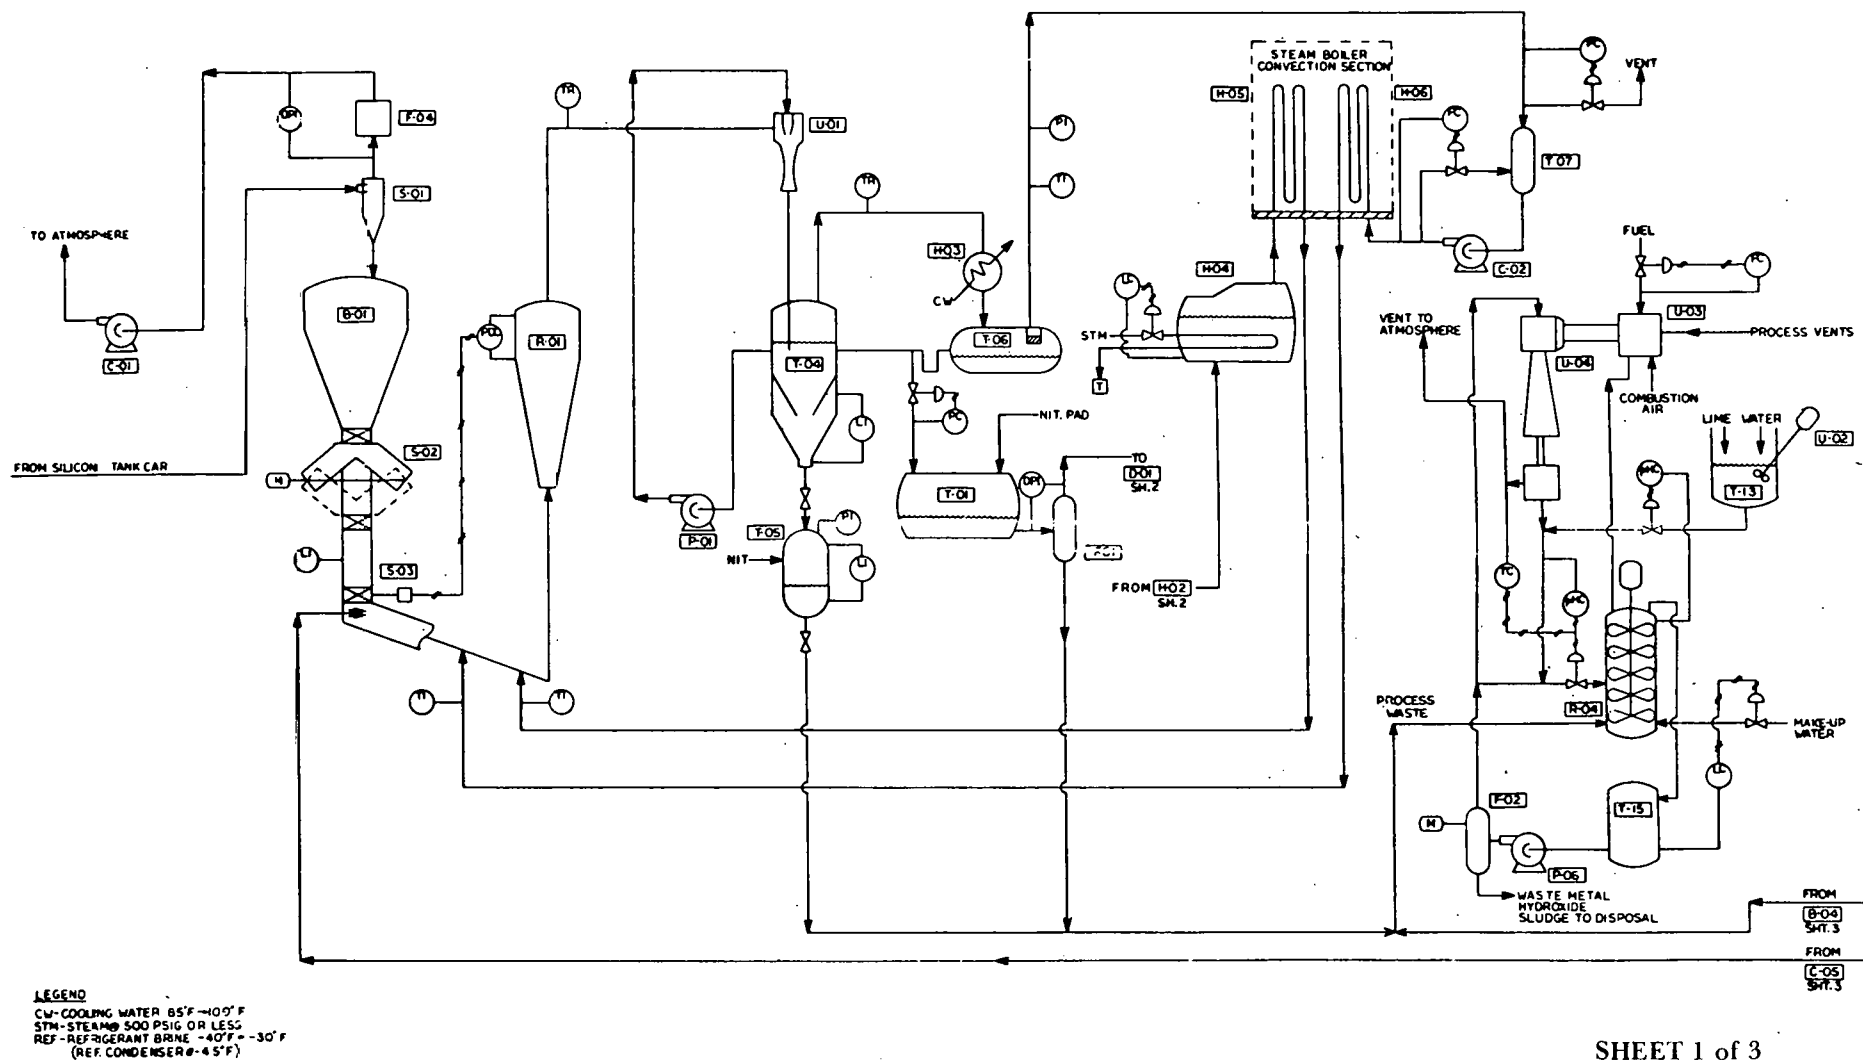 STEAM BOILER
CONVECTION SECTION
H-05
H-06
PC
VENT
TR
DPI
F-04
U-01
PI
PC
T-07
S-01
TR
TI
TO ATMOSPHERE
H-03
CW
H-04
LC
C-02
FUEL
PC
B-01
PDC
R-01
VENT TO
ATMOSPHERE
U-03
PROCESS VENTS
C-01
T-06
STM
T-04
U-04
T
COMBUSTION
AIR
LIME WATER
U-02
NIT. PAD
PC
LI
S-02
FROM SILICON TANK CAR
TO
D-01
SH.2
DPI
PHC
M
T-01
T-13
P-01
T-05
PI
NIT
LI
FROM H-02
SH.2
LI
S-03
TC
PHC
TI
TI
PROCESS
WASTE
R-04
MAKE-UP
WATER
LC
F-02
M
T-15
P-06
WASTE METAL
HYDROXIDE
SLUDGE TO DISPOSAL
FROM
B-04
SHT.3
FROM
C-05
SHT.3
LEGEND
CW-COOLING WATER 85°F-100°F
STM-STEAM@ 500 PSIG OR LESS
REF-REFRIGERANT BRINE -40°F - -30°F
(REF. CONDENSER@-45°F)
SHEET 1 of 3